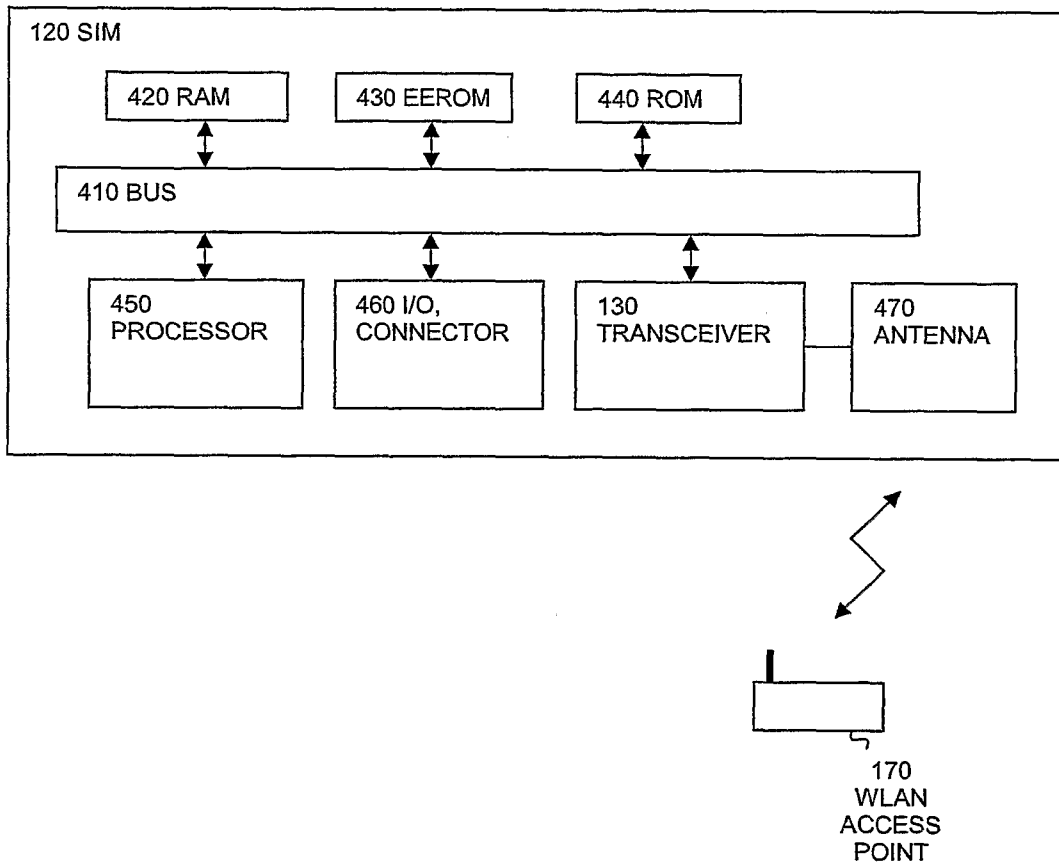 120 SIM
420 RAM
430 EEROM
440 ROM
410 BUS
450
PROCESSOR
460 I/O,
CONNECTOR
130
TRANSCEIVER
470
ANTENNA
170
WLAN
ACCESS
POINT